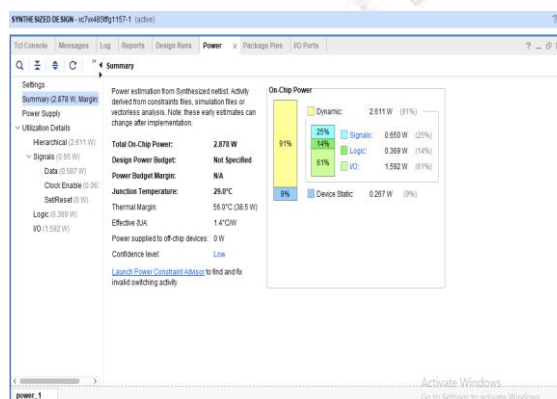 SYNTHESIZED DESIGN - xc7vx485tffg1157-1 (active)
?
Tcl Console Messages Log Reports Design Runs Power x Package Pins I/O Ports
Summary
Settings
Summary (2.878 W, Margin:
Power Supply
Utilization Details
Hierarchical (2.611 W)
Signals (0.65 W)
Data (0.587 W)
Clock Enable (0.06
Set/Reset (0 W)
Logic (0.369 W)
I/O (1.592 W)
Power estimation from Synthesized netlist. Activity
derived from constraints files, simulation files or
vectorless analysis. Note: these early estimates can
change after implementation.
Total On-Chip Power: 2.878 W
Design Power Budget: Not Specified
Power Budget Margin: N/A
Junction Temperature: 29.0°C
Thermal Margin: 56.0°C (38.5 W)
Effective ϑJA: 1.4°C/W
Power supplied to off-chip devices: 0 W
Confidence level: Low
Launch Power Constraint Advisor to find and fix
invalid switching activity
On-Chip Power
Dynamic: 2.611 W (91%)
91%
25% Signals: 0.650 W (25%)
14% Logic: 0.369 W (14%)
61% I/O: 1.592 W (61%)
9% Device Static: 0.267 W (9%)
Activate Windows
Go to Settings to activate Windows.
power_1